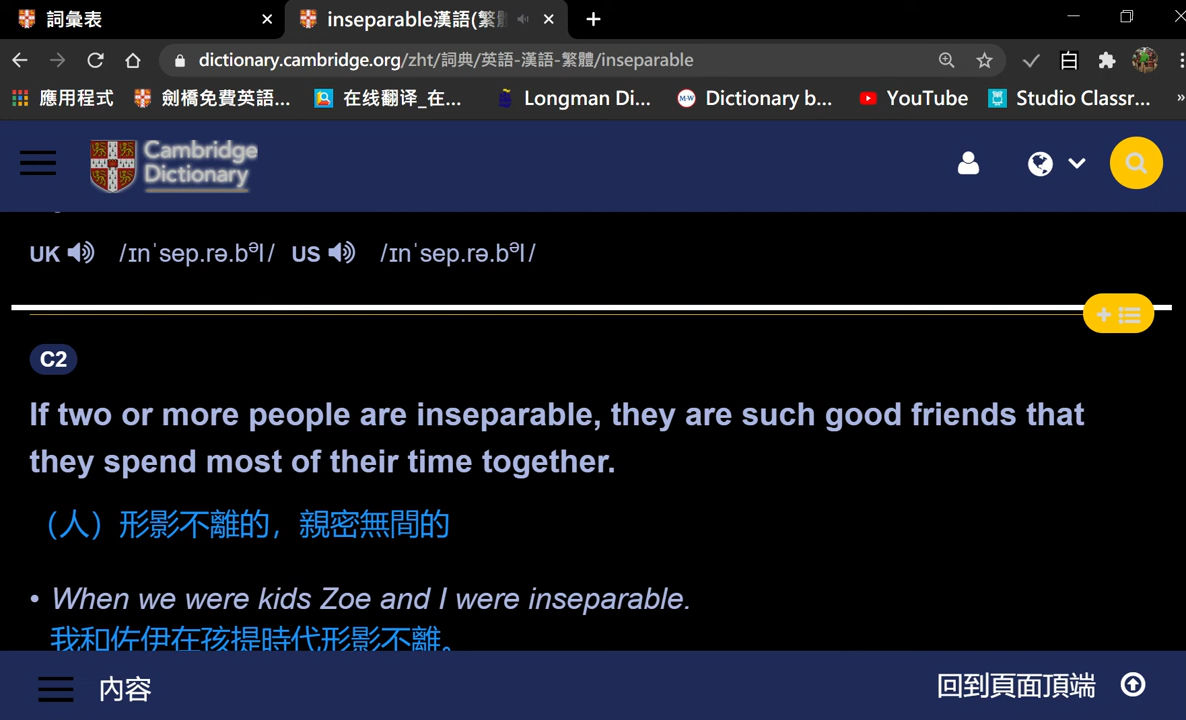 詞彙表
inseparable漢語(繁體
dictionary.cambridge.org/zht/詞典/英語-漢語-繁體/inseparable
白
應用程式
劍橋免費英語...
在线翻译_在...
Longman Di...
M-W
Dictionary b...
YouTube
Studio Classr...
»
Cambridge
Dictionary
UK /ɪnˈsep.rə.bəl/ US /ɪnˈsep.rə.bəl/
C2
If two or more people are inseparable, they are such good friends that
they spend most of their time together.
（人）形影不離的，親密無間的
• When we were kids Zoe and I were inseparable.
我和佐伊在孩提時代形影不離。
內容
回到頁面頂端